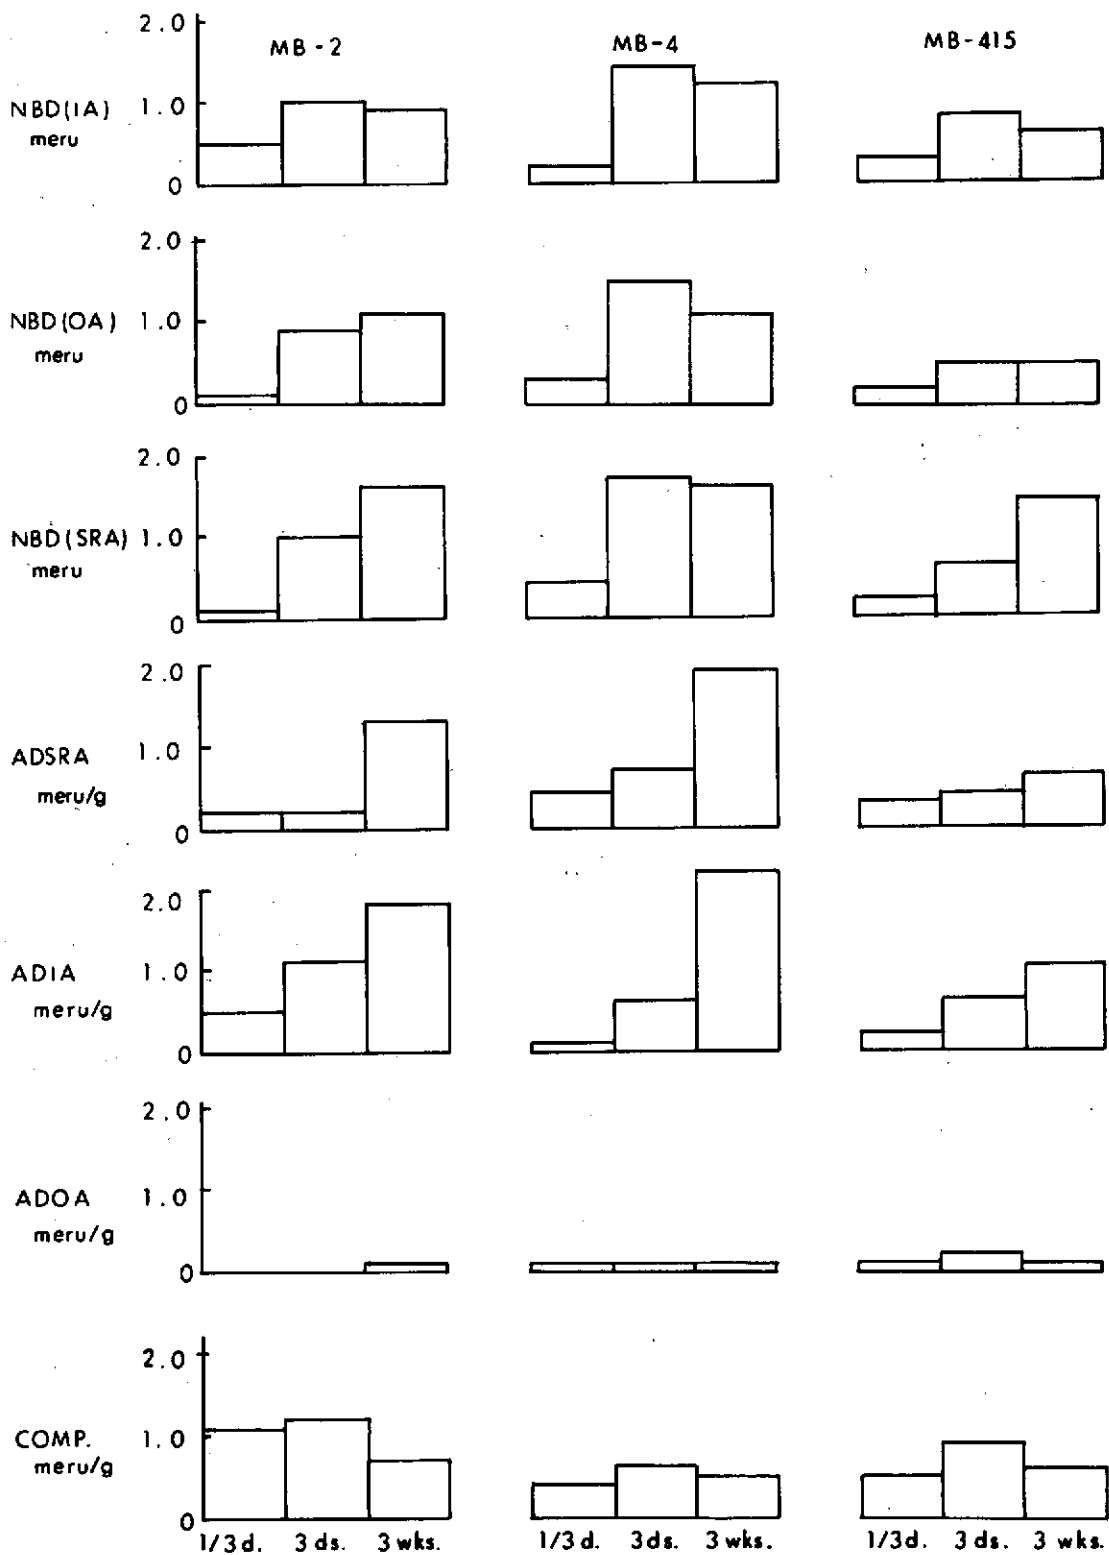 2.0
MB-2 MB-4 MB-415
NBD(IA) 1.0
meru
0
2.0
NBD(OA) 1.0
meru
0
2.0
NBD(SRA) 1.0
meru
0
2.0
ADSRA 1.0
meru/g
0
2.0
ADIA 1.0
meru/g
0
2.0
ADOA 1.0
meru/g
0
2.0
COMP. 1.0
meru/g
0
1/3 d. 3 ds. 3 wks. 1/3 d. 3 ds. 3 wks. 1/3 d. 3 ds. 3 wks.